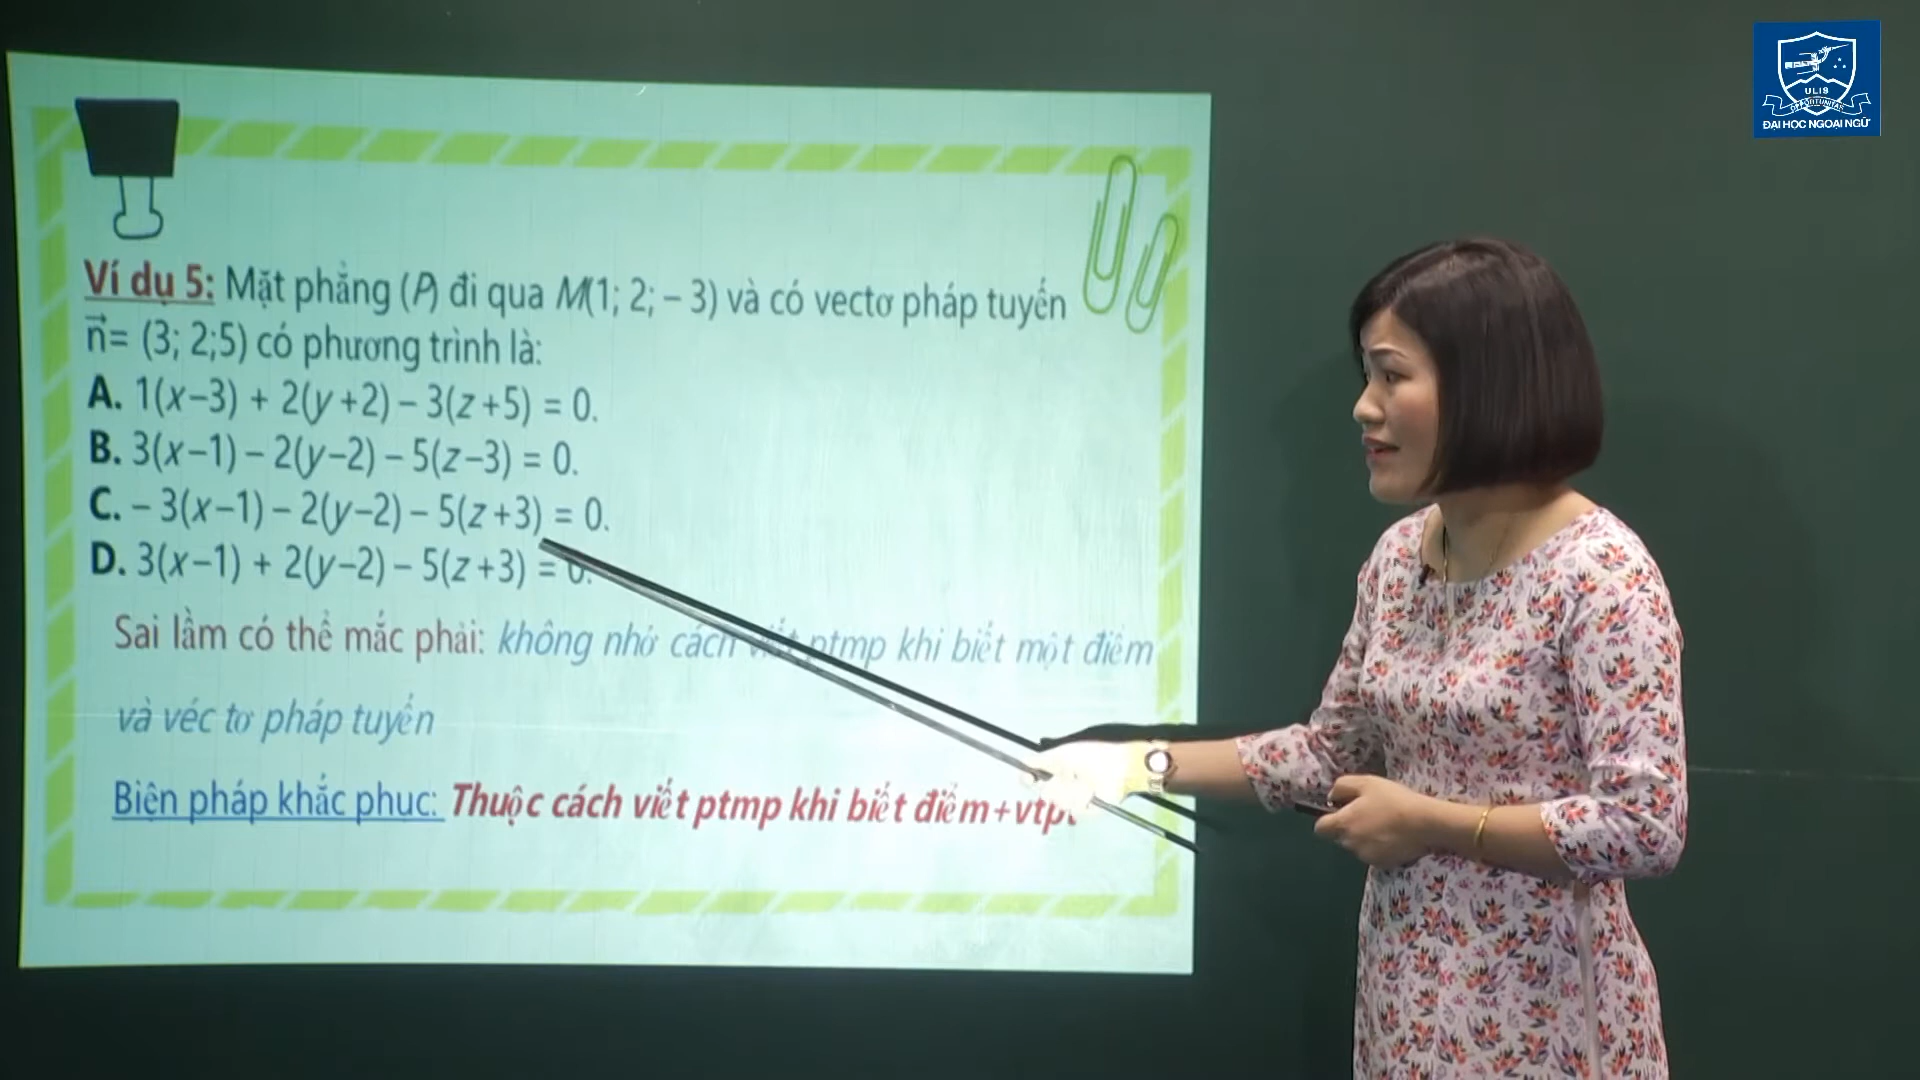 ULIS
OPPORTUNITAS
ĐẠI HỌC NGOẠI NGỮ
Ví dụ 5: Mặt phẳng (P) đi qua M(1; 2; – 3) và có vectơ pháp tuyến
n⃗= (3; 2;5) có phương trình là:
A. 1(x–3) + 2(y+2) – 3(z+5) = 0.
B. 3(x–1) – 2(y–2) – 5(z–3) = 0.
C. – 3(x–1) – 2(y–2) – 5(z+3) = 0.
D. 3(x–1) + 2(y–2) – 5(z+3) = 0.
Sai lầm có thể mắc phải: không nhớ cách viết ptmp khi biết một điểm
và véc tơ pháp tuyến
Biện pháp khắc phục: Thuộc cách viết ptmp khi biết điểm+vtpt